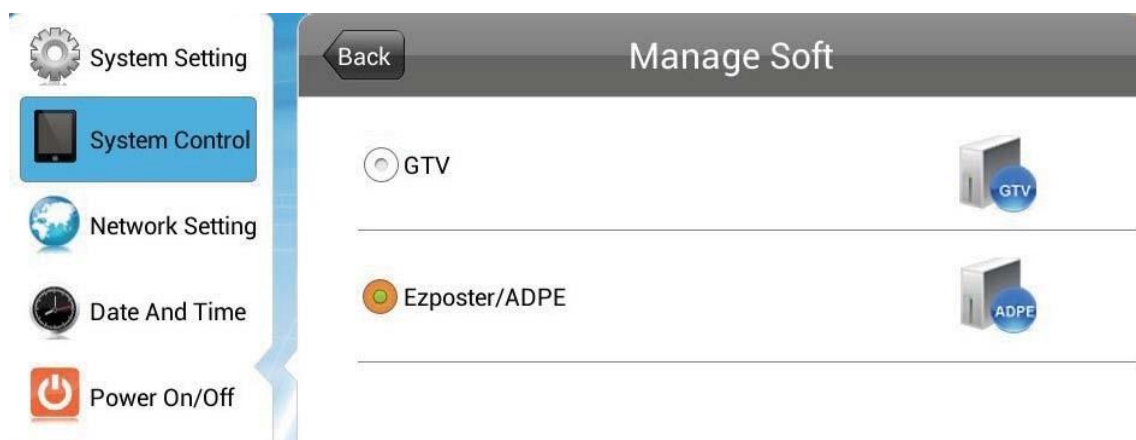 System Setting
System Control
Network Setting
Date And Time
Power On/Off
Back
Manage Soft
GTV
GTV
Ezposter/ADPE
ADPE